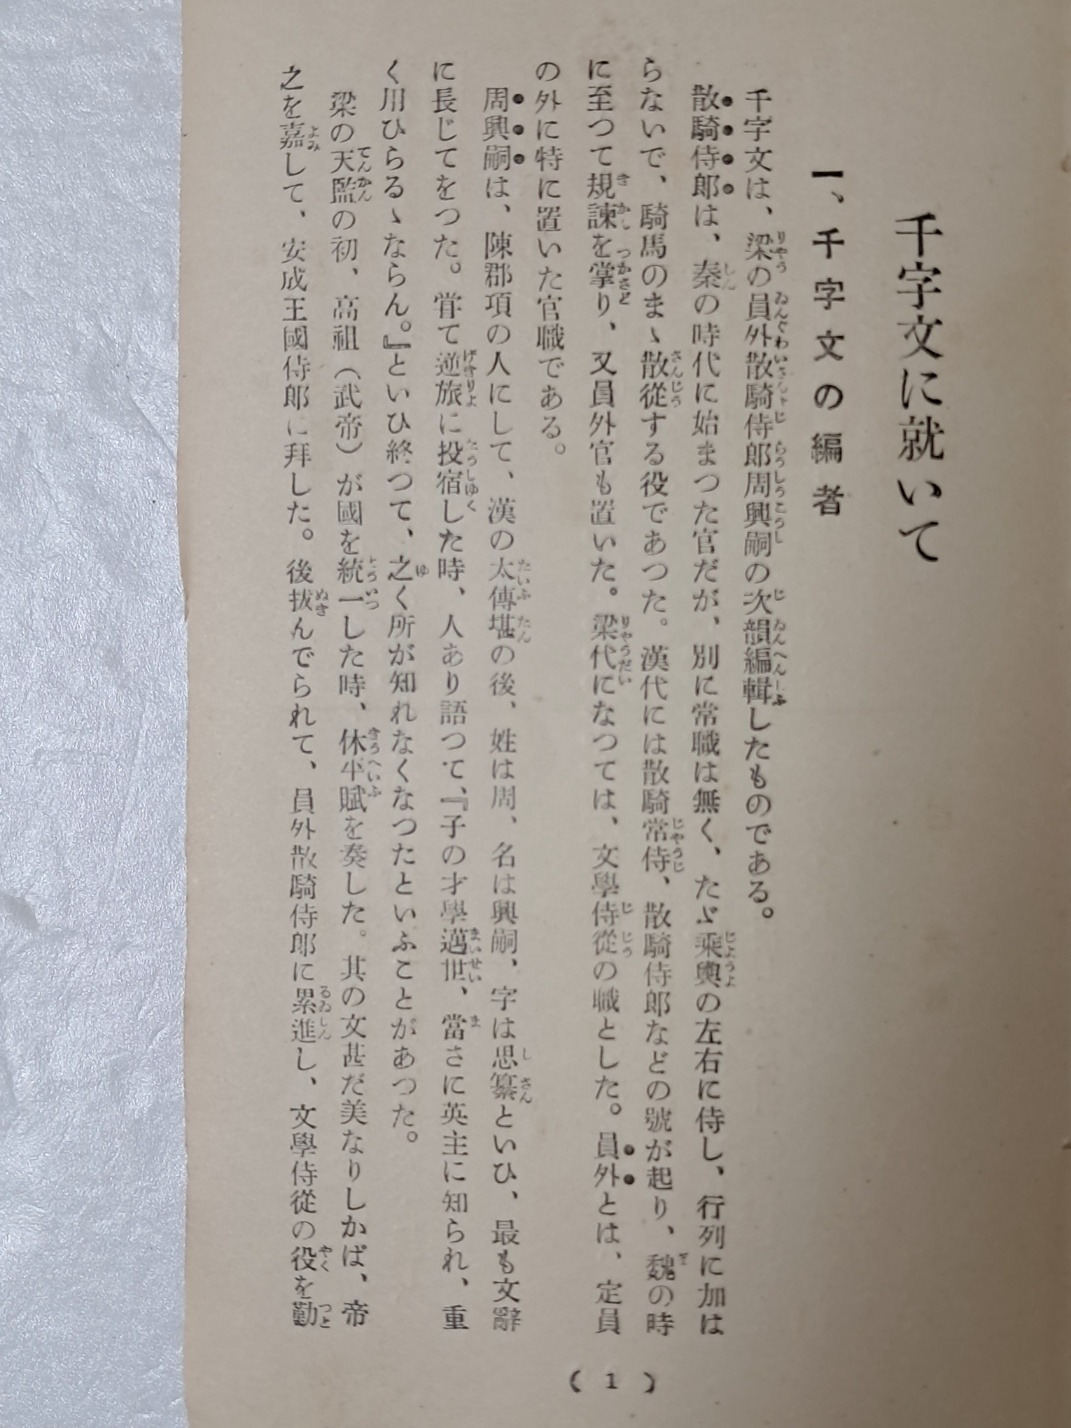 千字文に就いて
一、千字文の編者
千字文は、梁の員外散騎侍郎周興嗣の次韻編輯したものである。
散騎侍郎は、秦の時代に始まつた官だが、別に常職は無く、たゞ乘輿の左右に侍し、行列に加は
らないで、騎馬のまゝ散從する役であつた。漢代には散騎常侍、散騎侍郎などの號が起り、魏の時
に至つて規諫を掌り、又員外官も置いた。梁代になつては、文學侍從の職とした。員外とは、定員
の外に特に置いた官職である。
周興嗣は、陳郡項の人にして、漢の太傅堪の後、姓は周、名は興嗣、字は思纂といひ、最も文辭
に長じてをつた。甞て逆旅に投宿した時、人あり語つて、『子の才學邁世、當さに英主に知られ、重
く用ひらるゝならん。』といひ終つて、之く所が知れなくなつたといふことがあつた。
梁の天監の初、高祖（武帝）が國を統一した時、休平賦を奏した。其の文甚だ美なりしかば、帝
之を嘉して、安成王國侍郎に拜した。後拔んでられて、員外散騎侍郎に累進し、文學侍從の役を勤
( 1 )